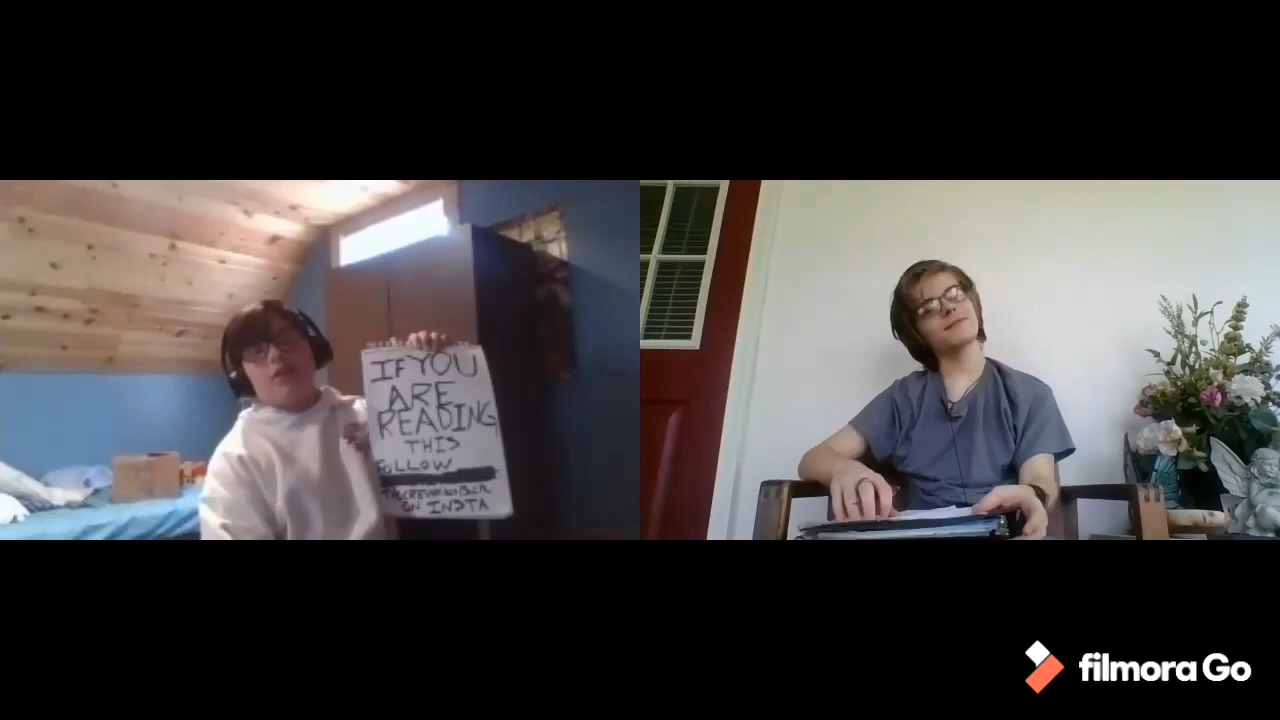 IF YOU
ARE
READING
THIS
FOLLOW
ON INSTA
filmora Go